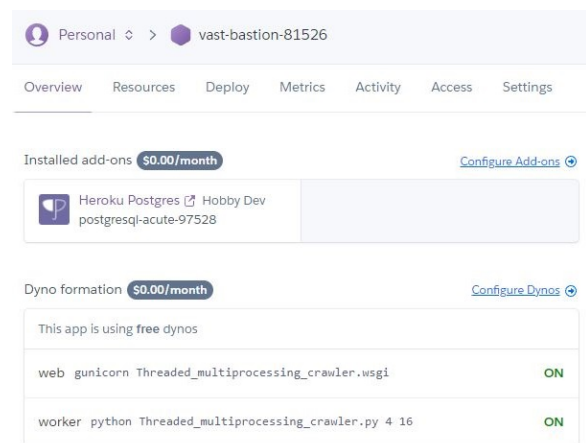 Personal > vast-bastion-81526
Overview Resources Deploy Metrics Activity Access Settings
Installed add-ons $0.00/month Configure Add-ons
Heroku Postgres Hobby Dev
postgresql-acute-97528
Dyno formation $0.00/month Configure Dynos
This app is using free dynos
web gunicorn Threaded_multiprocessing_crawler.wsgi ON
worker python Threaded_multiprocessing_crawler.py 4 16 ON